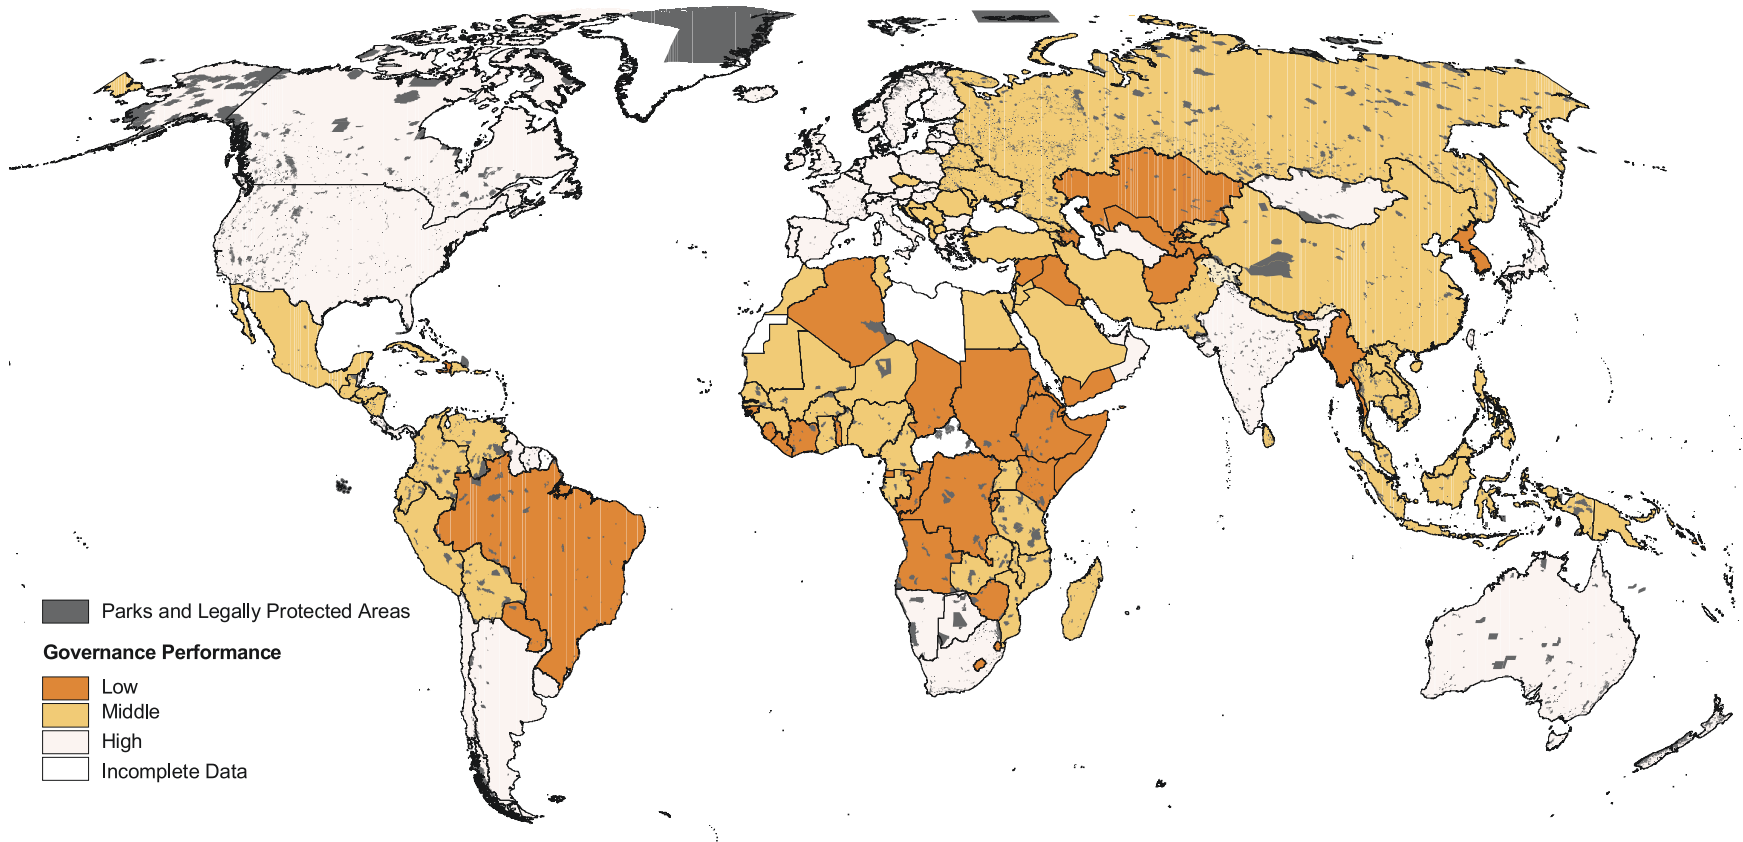 Parks and Legally Protected Areas
Governance Performance
Low
Middle
High
Incomplete Data